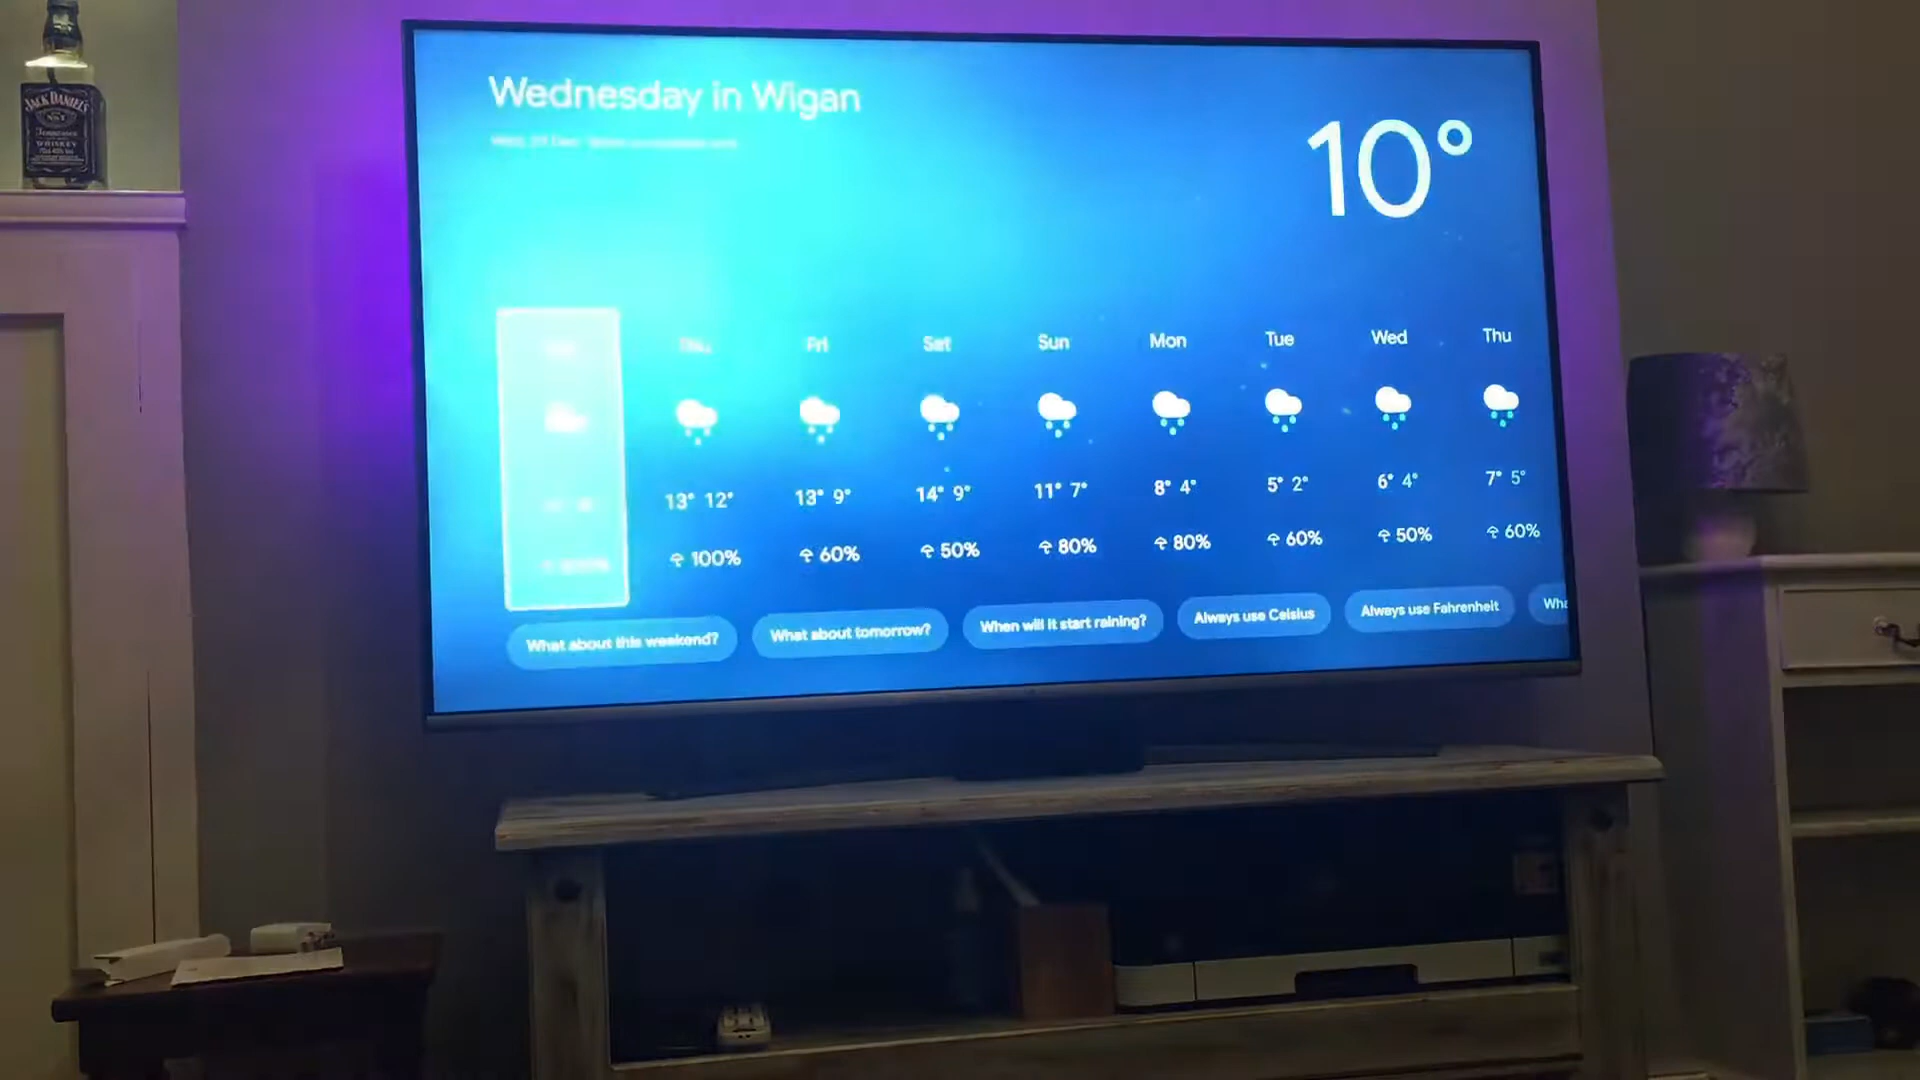 JACK DANIEL'S
Tennessee
WHISKEY
Wednesday in Wigan
10°
Thu Fri Sat Sun Mon Tue Wed Thu
13° 12° 13° 9° 14° 9° 11° 7° 8° 4° 5° 2° 6° 4° 7° 5°
100% 60% 50% 80% 80% 60% 50% 60%
What about this weekend? What about tomorrow? When will it start raining? Always use Celsius Always use Fahrenheit